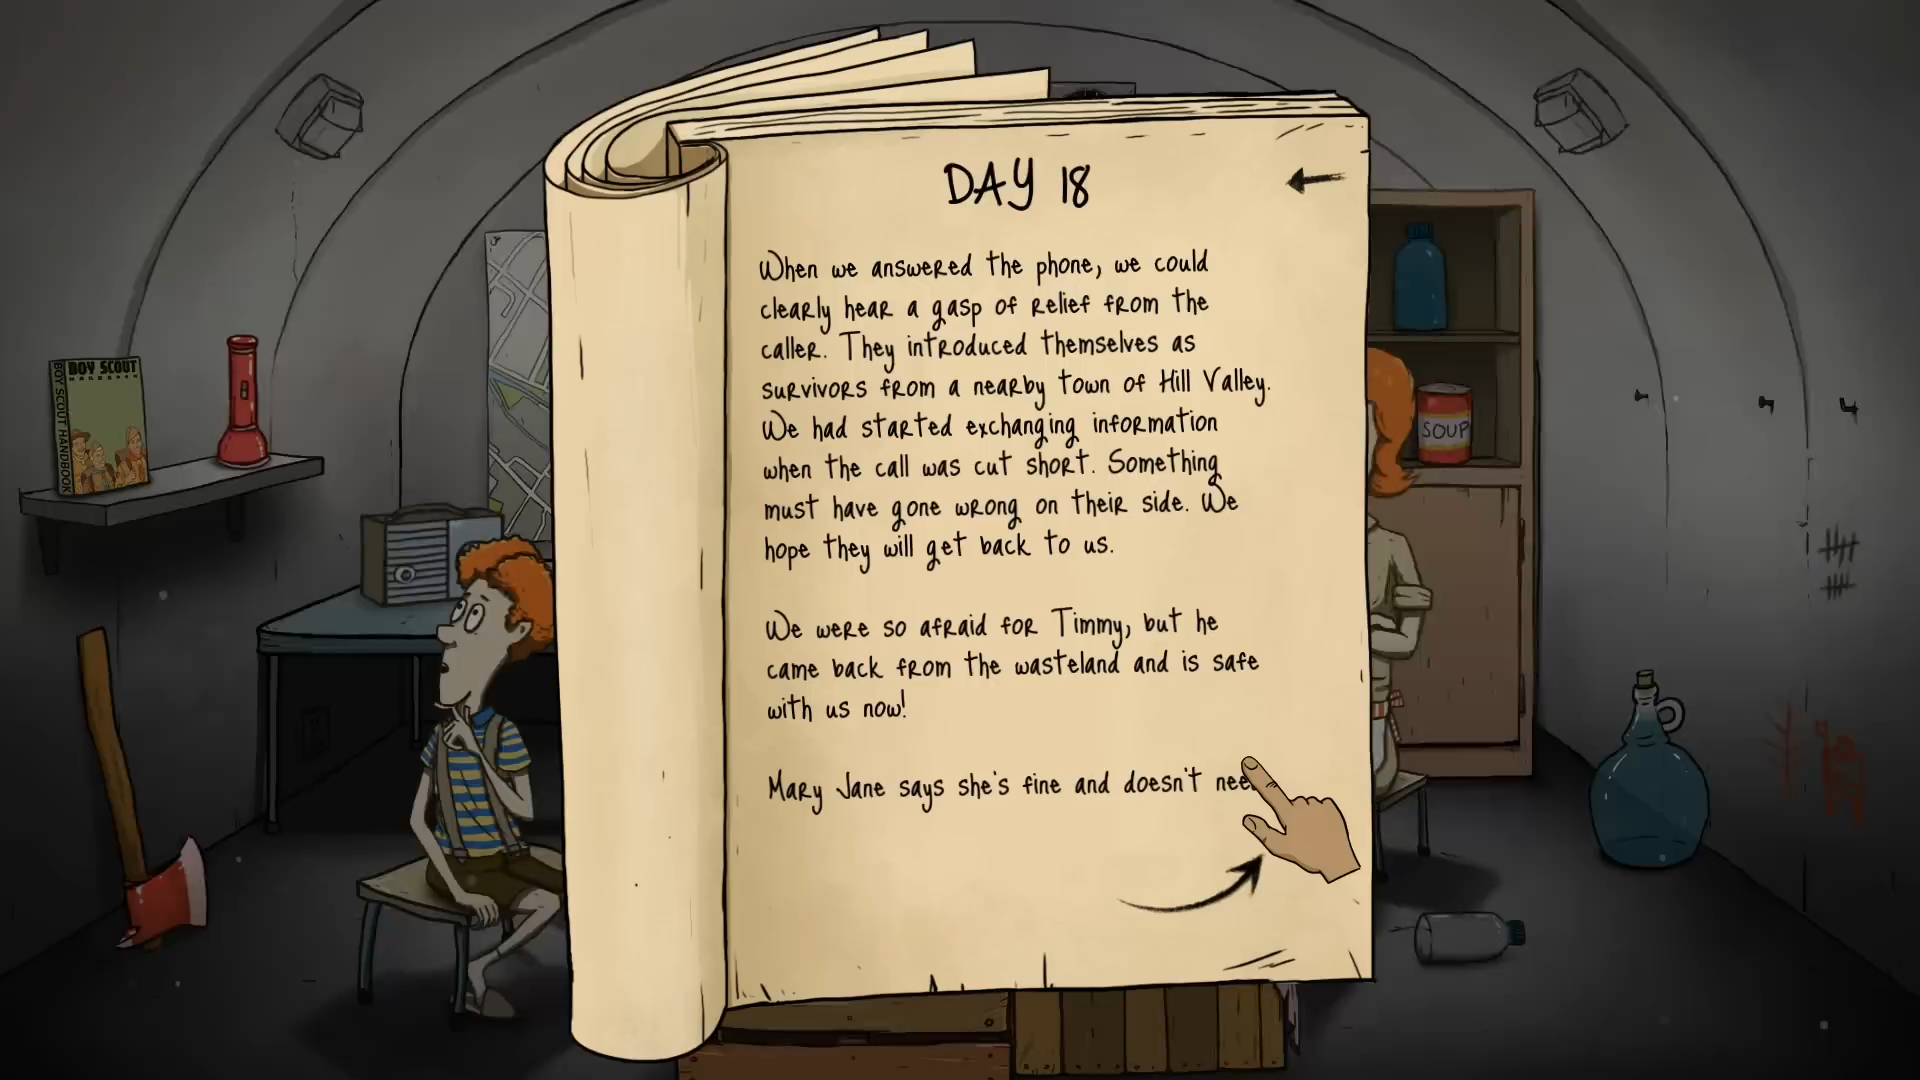 DAY 18
When we answered the phone, we could
clearly hear a gasp of relief from the
caller. They introduced themselves as
survivors from a nearby town of Hill Valley.
We had started exchanging information
when the call was cut short. Something
must have gone wrong on their side. We
hope they will get back to us.
We were so afraid for Timmy, but he
came back from the wasteland and is safe
with us now!
Mary Jane says she's fine and doesn't
BOY SCOUT
HANDBOOK
BOY SCOUT HANDBOOK
SOUP